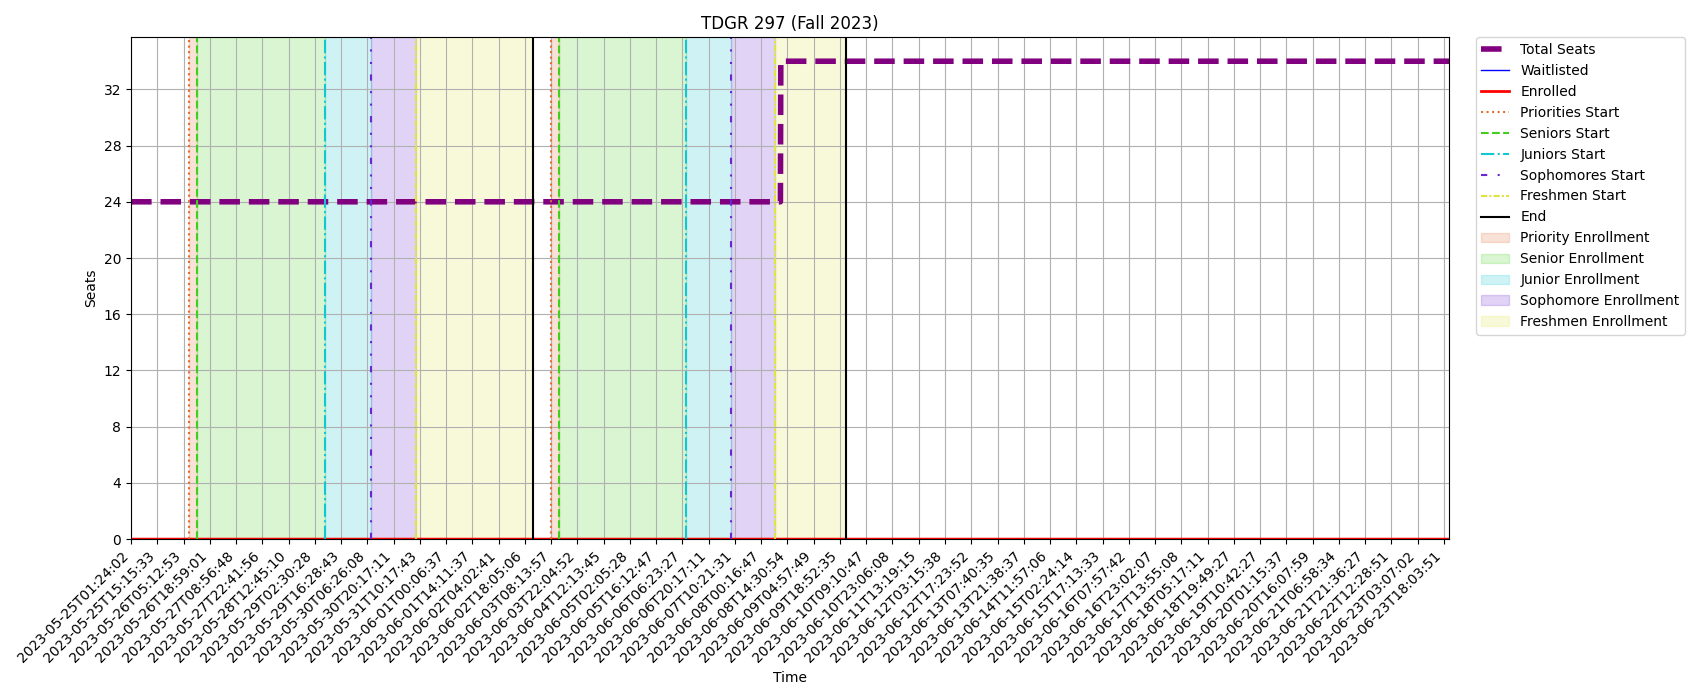 TDGR 297 (Fall 2023)
Seats
32
28
24
20
16
12
8
4
0
2023-05-25T01:24:02
2023-05-25T15:15:33
2023-05-26T05:12:53
2023-05-26T18:59:01
2023-05-27T08:56:48
2023-05-27T22:41:56
2023-05-28T12:45:10
2023-05-29T02:30:28
2023-05-29T16:28:43
2023-05-30T06:26:08
2023-05-30T20:17:11
2023-05-31T10:17:43
2023-06-01T00:06:37
2023-06-01T14:11:37
2023-06-02T04:02:41
2023-06-02T18:05:06
2023-06-03T08:13:57
2023-06-03T22:04:52
2023-06-04T12:13:45
2023-06-05T02:05:28
2023-06-05T16:12:47
2023-06-06T06:23:27
2023-06-06T20:17:11
2023-06-07T10:21:31
2023-06-08T00:16:47
2023-06-08T14:30:54
2023-06-09T04:57:49
2023-06-09T18:52:35
2023-06-10T09:10:47
2023-06-10T23:06:08
2023-06-11T13:19:15
2023-06-12T03:15:38
2023-06-12T17:23:52
2023-06-13T07:40:35
2023-06-13T21:38:37
2023-06-14T11:57:06
2023-06-15T02:24:14
2023-06-15T17:13:33
2023-06-16T07:57:42
2023-06-16T23:02:07
2023-06-17T13:55:08
2023-06-18T05:17:11
2023-06-18T19:49:27
2023-06-19T10:42:27
2023-06-20T01:15:37
2023-06-20T16:07:59
2023-06-21T06:58:34
2023-06-21T21:36:27
2023-06-22T12:28:51
2023-06-23T03:07:02
2023-06-23T18:03:51
Time
Total Seats
Waitlisted
Enrolled
Priorities Start
Seniors Start
Juniors Start
Sophomores Start
Freshmen Start
End
Priority Enrollment
Senior Enrollment
Junior Enrollment
Sophomore Enrollment
Freshmen Enrollment